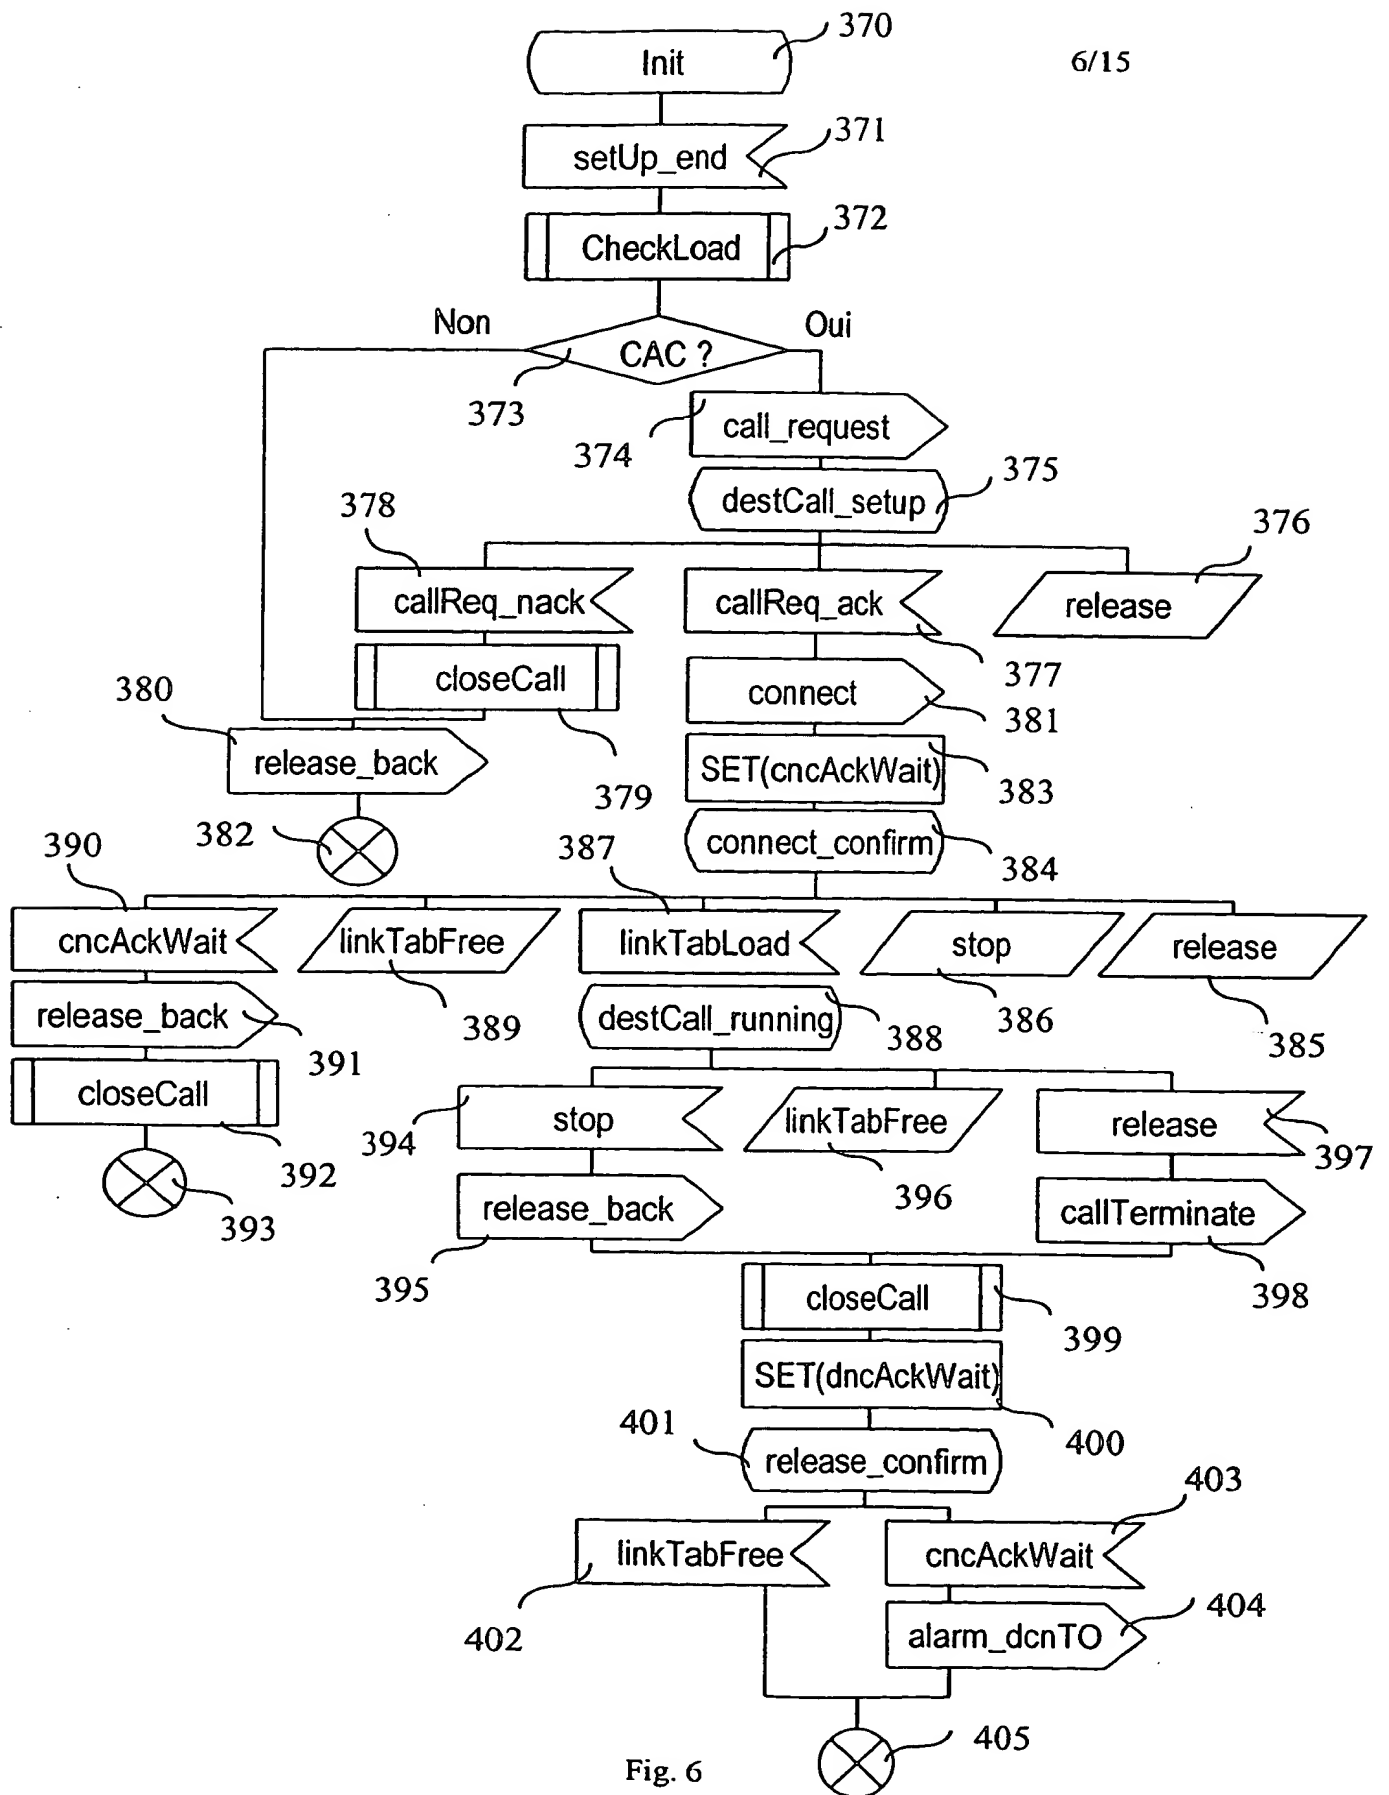 370
Init
6/15
371
setUp_end
372
CheckLoad
Non
Oui
CAC ?
373
call_request
374
375
destCall_setup
378
376
callReq_nack
callReq_ack
release
377
closeCall
connect
380
381
release_back
SET(cncAckWait)
379
383
382
connect_confirm
390
387
384
cncAckWait
linkTabFree
linkTabLoad
stop
release
release_back
destCall_running
389
388
386
385
391
closeCall
394
stop
linkTabFree
release
392
397
393
396
release_back
callTerminate
395
398
closeCall
399
SET(dncAckWait)
401
400
release_confirm
403
linkTabFree
cncAckWait
404
402
alarm_dcnTO
405
Fig. 6